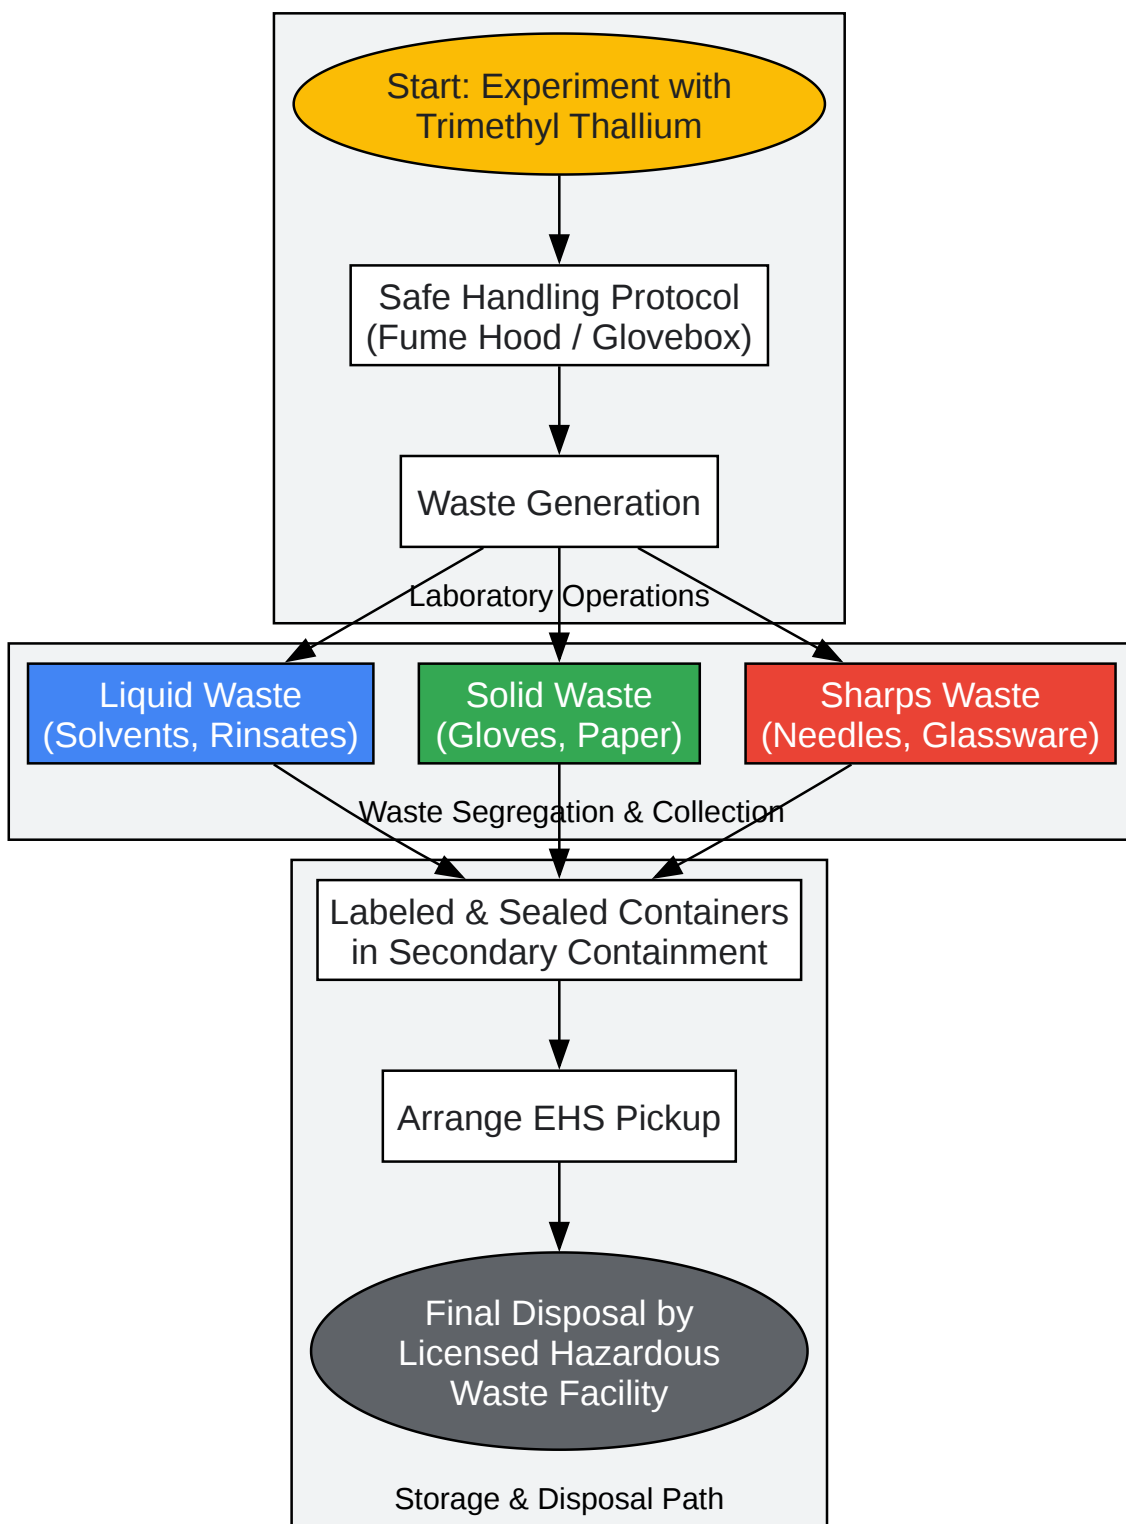 Start: Experiment with
Trimethyl Thallium
Safe Handling Protocol
(Fume Hood / Glovebox)
Waste Generation
Laboratory Operations
Liquid Waste
(Solvents, Rinsates)
Solid Waste
(Gloves, Paper)
Sharps Waste
(Needles, Glassware)
Waste Segregation & Collection
Labeled & Sealed Containers
in Secondary Containment
Arrange EHS Pickup
Final Disposal by
Licensed Hazardous
Waste Facility
Storage & Disposal Path